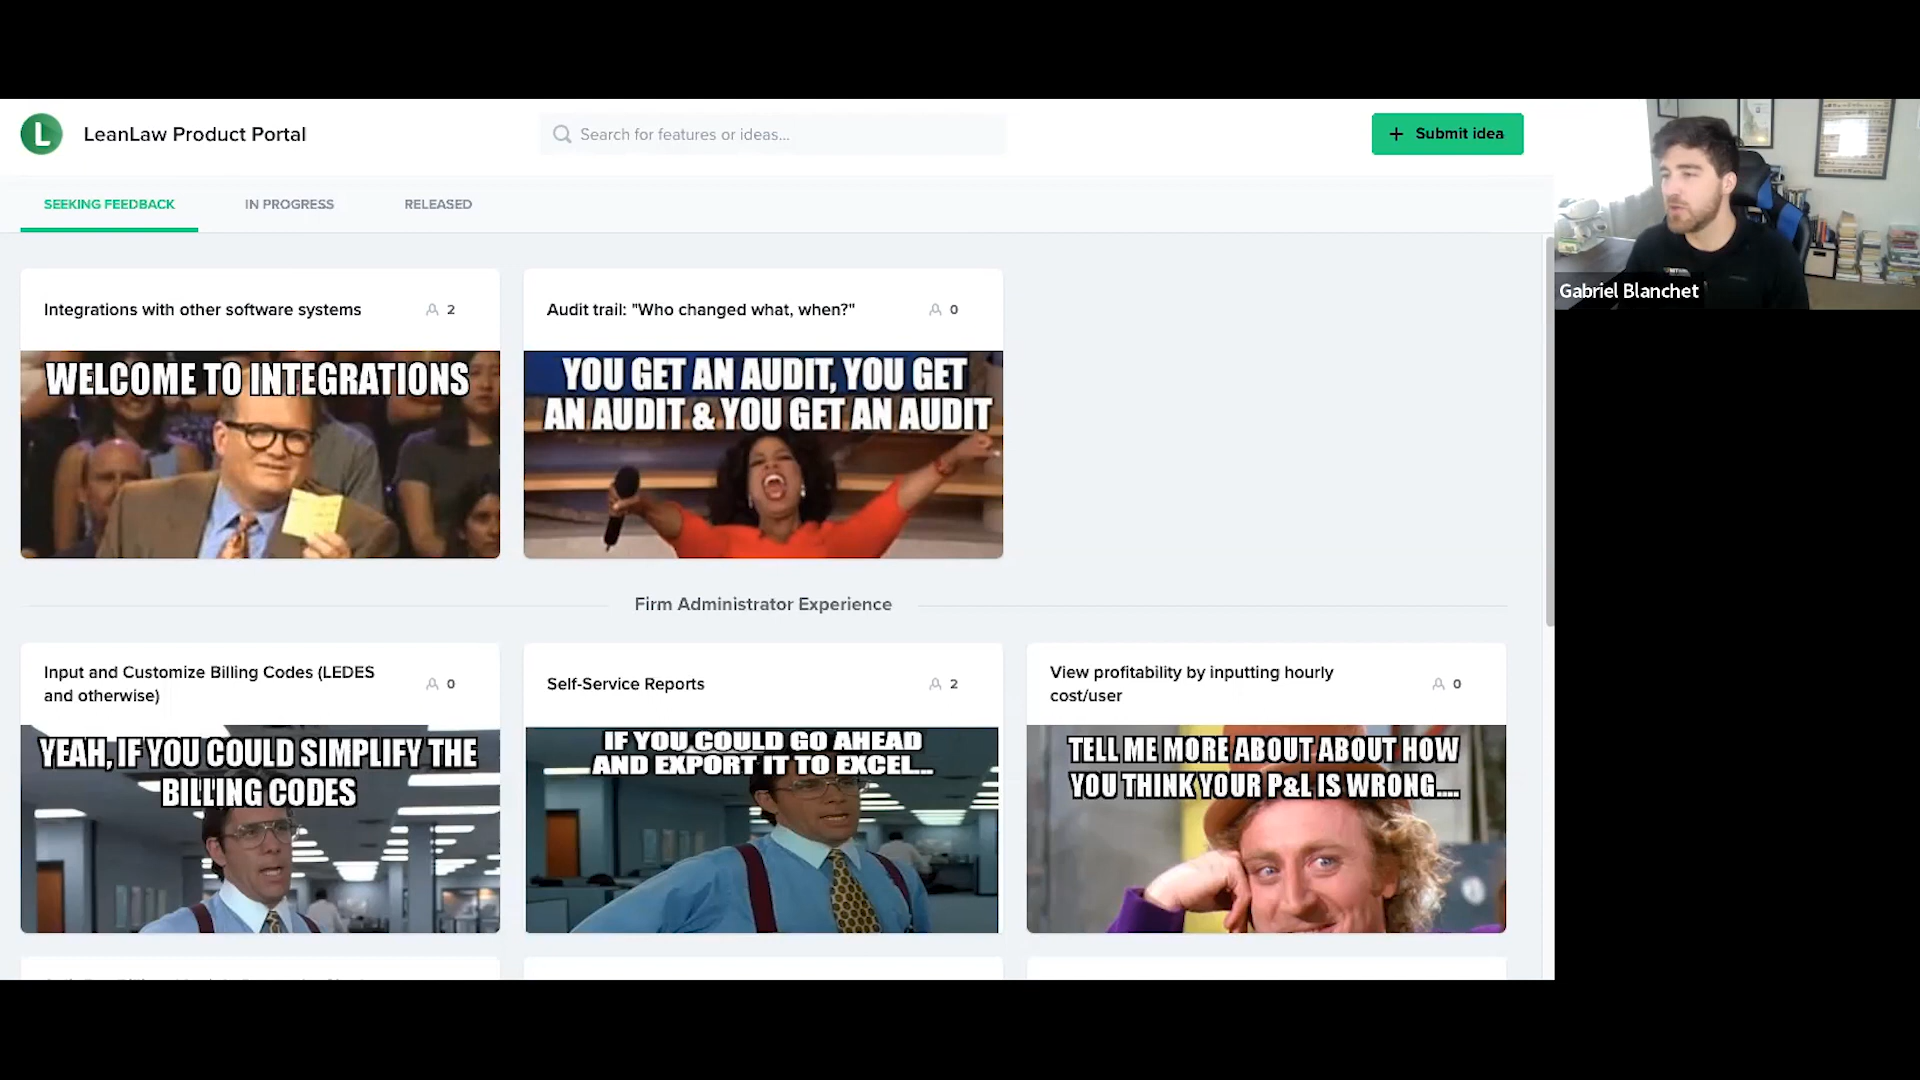 L
LeanLaw Product Portal
Search for features or ideas...
+ Submit idea
SEEKING FEEDBACK
IN PROGRESS
RELEASED
Gabriel Blanchet
Integrations with other software systems
2
WELCOME TO INTEGRATIONS
Audit trail: "Who changed what, when?"
0
YOU GET AN AUDIT, YOU GET
AN AUDIT & YOU GET AN AUDIT
Firm Administrator Experience
Input and Customize Billing Codes (LEDES
and otherwise)
0
YEAH, IF YOU COULD SIMPLIFY THE
BILLING CODES
Self-Service Reports
2
IF YOU COULD GO AHEAD
AND EXPORT IT TO EXCEL...
View profitability by inputting hourly
cost/user
0
TELL ME MORE ABOUT ABOUT HOW
YOU THINK YOUR P&L IS WRONG....